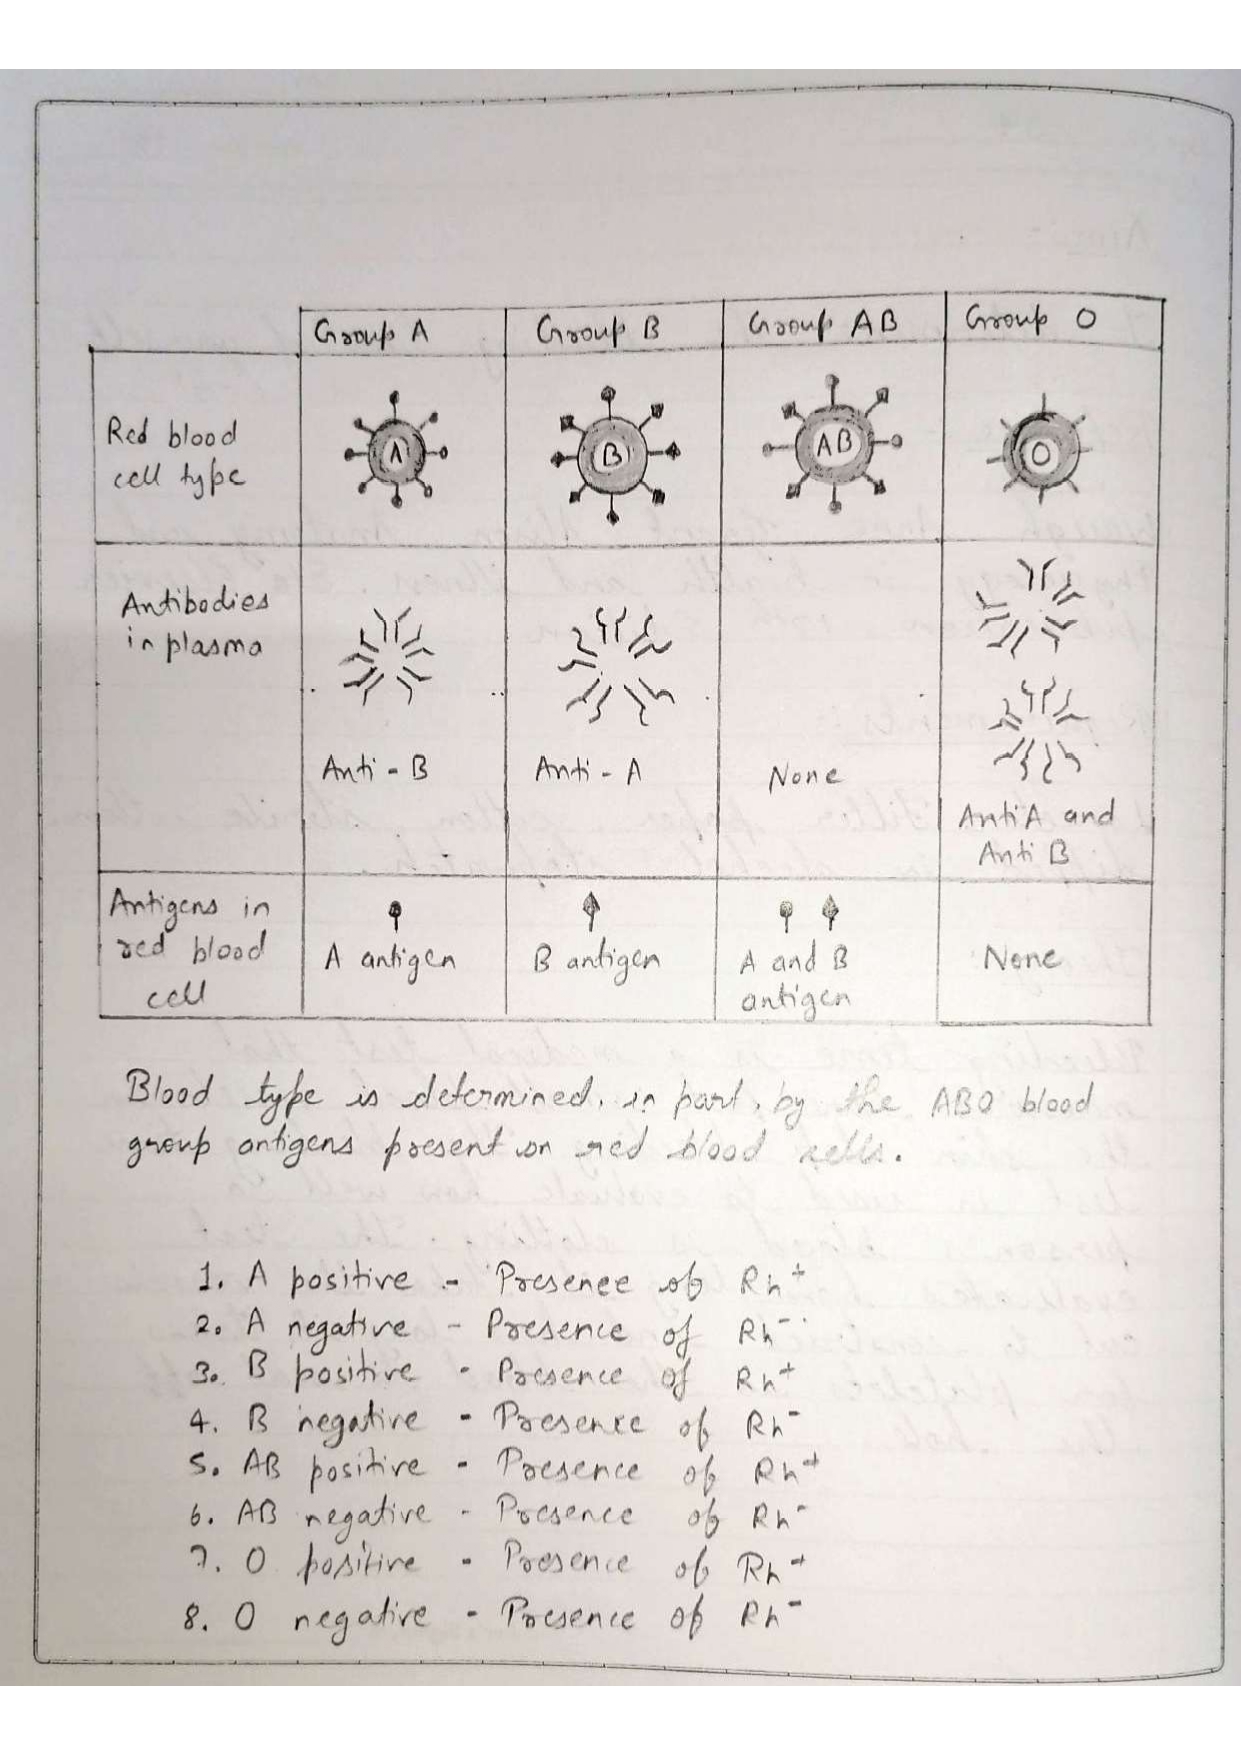 Group A Group B Group AB Group O
Red blood
cell type
A B AB O
Antibodies
in plasma
Anti - B Anti - A None Anti A and
Anti B
Antigens in
red blood
cell
A antigen B antigen A and B
antigen
None
Blood type is determined, in part, by the ABO blood
group antigens present on red blood cells.
1. A positive - Presence of Rh+
2. A negative - Presence of Rh-
3. B positive - Presence of Rh+
4. B negative - Presence of Rh-
5. AB positive - Presence of Rh+
6. AB negative - Presence of Rh-
7. O positive - Presence of Rh+
8. O negative - Presence of Rh-